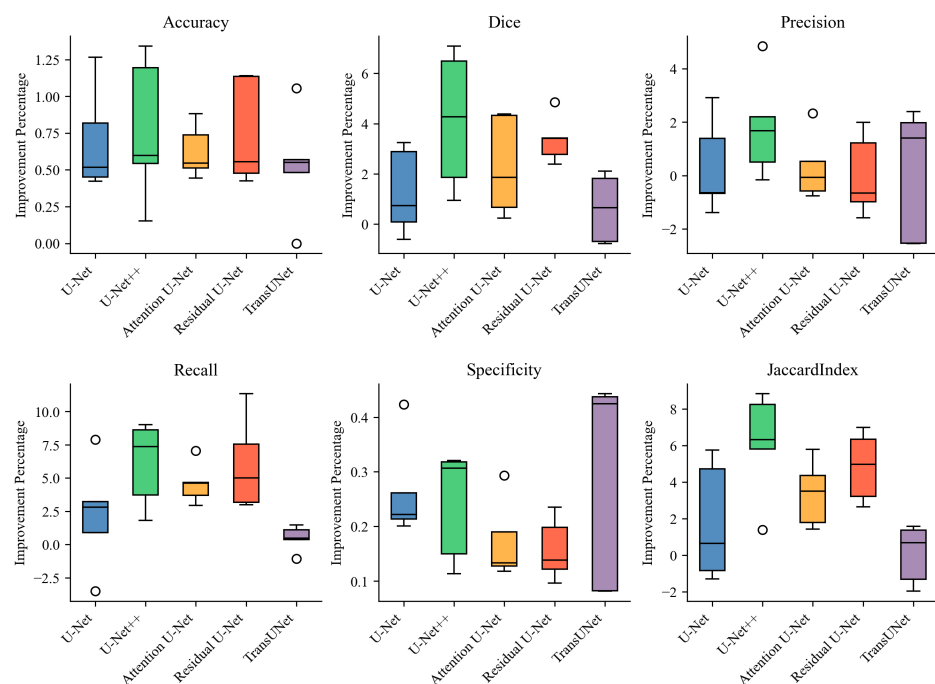 Accuracy
Improvement Percentage
1.25
1.00
0.75
0.50
0.25
0.00
U-Net
U-Net++
Attention U-Net
Residual U-Net
TransUNet
Dice
Improvement Percentage
6
4
2
0
U-Net
U-Net++
Attention U-Net
Residual U-Net
TransUNet
Precision
Improvement Percentage
4
2
0
−2
U-Net
U-Net++
Attention U-Net
Residual U-Net
TransUNet
Recall
Improvement Percentage
10.0
7.5
5.0
2.5
0.0
−2.5
U-Net
U-Net++
Attention U-Net
Residual U-Net
TransUNet
Specificity
Improvement Percentage
0.4
0.3
0.2
0.1
U-Net
U-Net++
Attention U-Net
Residual U-Net
TransUNet
JaccardIndex
Improvement Percentage
8
6
4
2
0
−2
U-Net
U-Net++
Attention U-Net
Residual U-Net
TransUNet